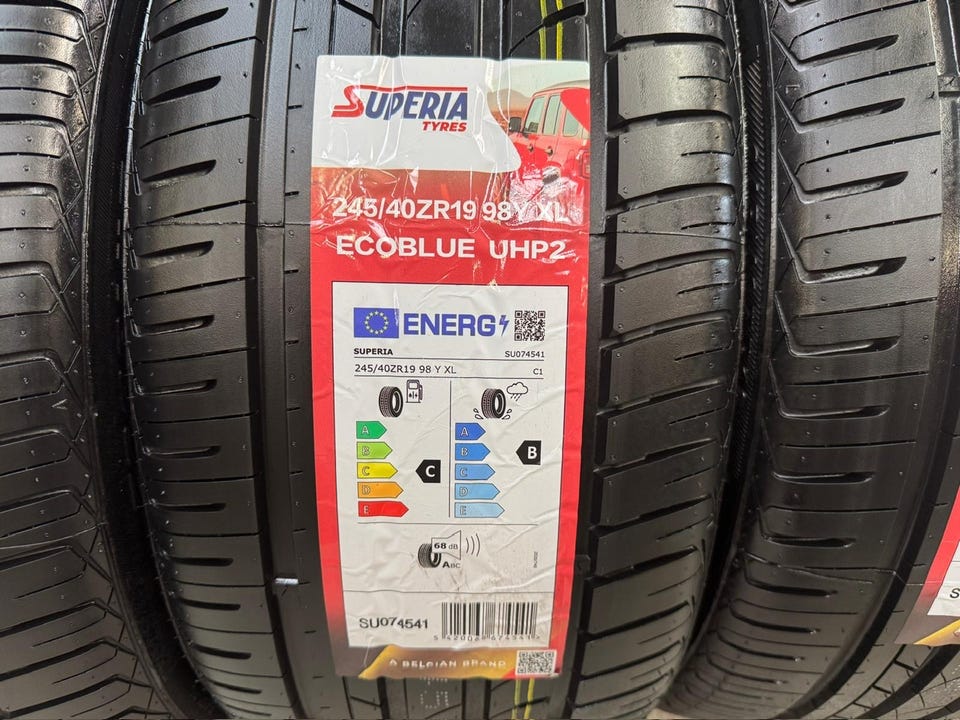 SUPERIA
TYRES
245/40ZR19 98Y XL
ECOBLUE UHP2
ENERG
SUPERIA SU074541
245/40ZR19 98 Y XL C1
A A
B B B
C C C
D D
E E
68 dB
ABC
SU074541
A BELGIAN BRAND
S